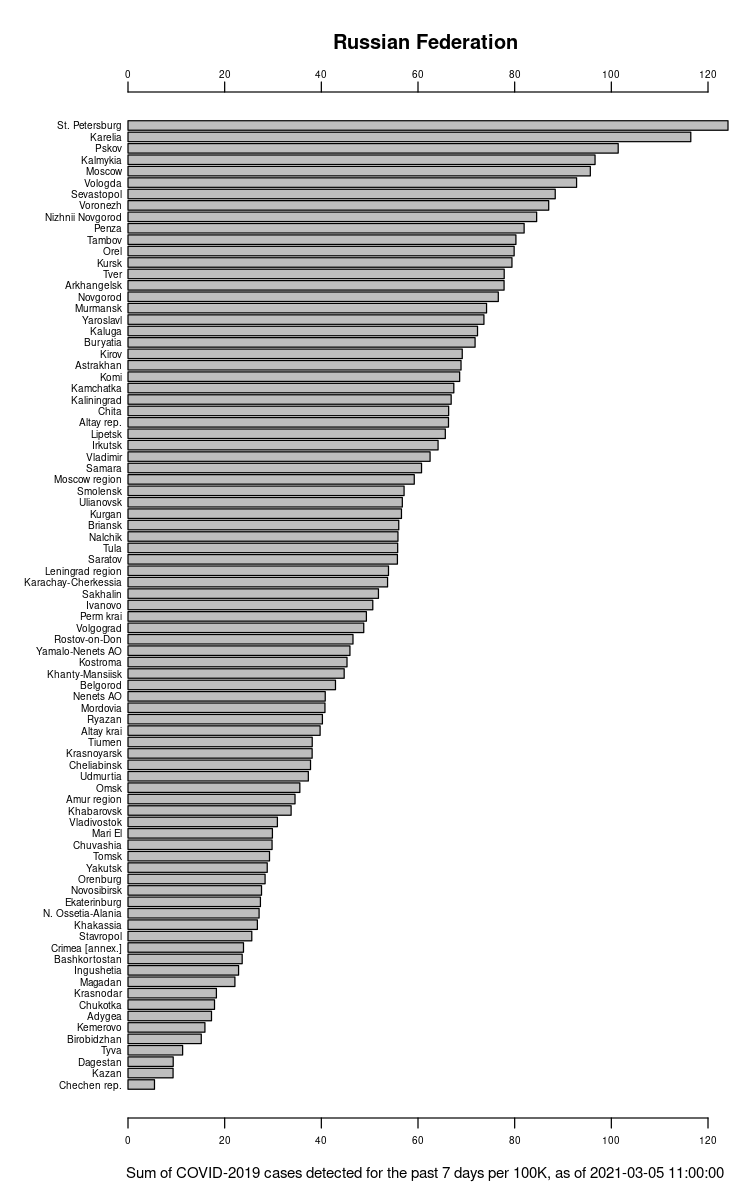 Russian Federation
0 20 40 60 80 100 120
St. Petersburg
Karelia
Pskov
Kalmykia
Moscow
Vologda
Sevastopol
Voronezh
Nizhnii Novgorod
Penza
Tambov
Orel
Kursk
Tver
Arkhangelsk
Novgorod
Murmansk
Yaroslavl
Kaluga
Buryatia
Kirov
Astrakhan
Komi
Kamchatka
Kaliningrad
Chita
Altay rep.
Lipetsk
Irkutsk
Vladimir
Samara
Moscow region
Smolensk
Ulianovsk
Kurgan
Briansk
Nalchik
Tula
Saratov
Leningrad region
Karachay-Cherkessia
Sakhalin
Ivanovo
Perm krai
Volgograd
Rostov-on-Don
Yamalo-Nenets AO
Kostroma
Khanty-Mansiisk
Belgorod
Nenets AO
Mordovia
Ryazan
Altay krai
Tiumen
Krasnoyarsk
Cheliabinsk
Udmurtia
Omsk
Amur region
Khabarovsk
Vladivostok
Mari El
Chuvashia
Tomsk
Yakutsk
Orenburg
Novosibirsk
Ekaterinburg
N. Ossetia-Alania
Khakassia
Stavropol
Crimea [annex.]
Bashkortostan
Ingushetia
Magadan
Krasnodar
Chukotka
Adygea
Kemerovo
Birobidzhan
Tyva
Dagestan
Kazan
Chechen rep.
0 20 40 60 80 100 120
Sum of COVID-2019 cases detected for the past 7 days per 100K, as of 2021-03-05 11:00:00